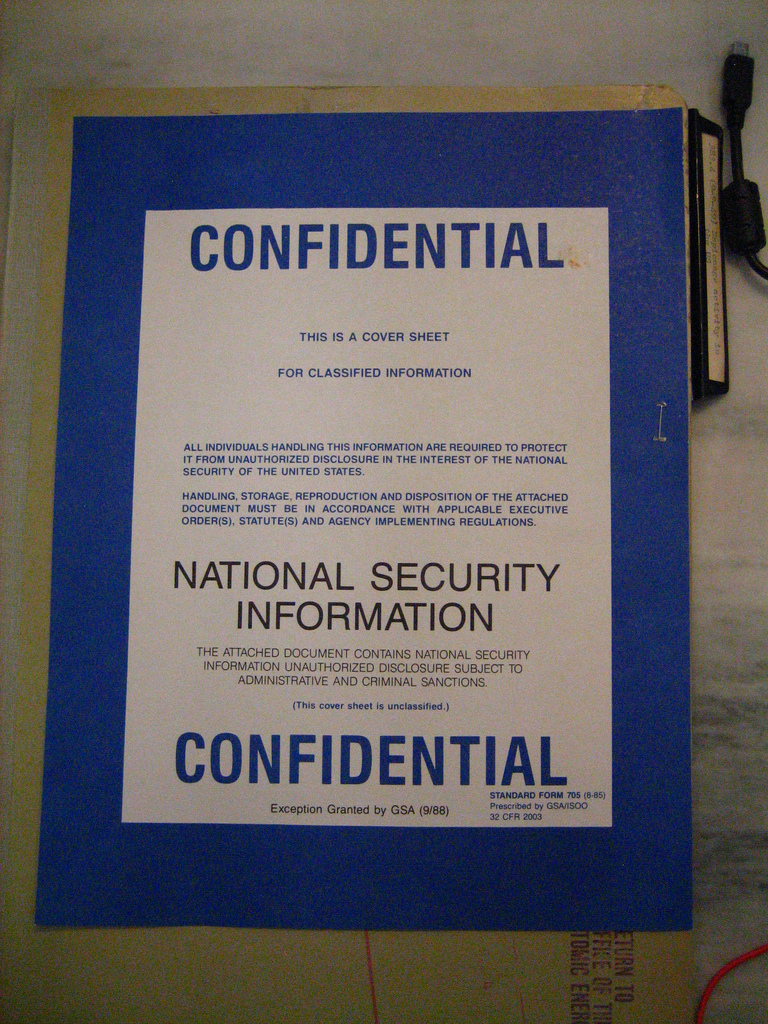 CONFIDENTIAL
THIS IS A COVER SHEET
FOR CLASSIFIED INFORMATION
ALL INDIVIDUALS HANDLING THIS INFORMATION ARE REQUIRED TO PROTECT
IT FROM UNAUTHORIZED DISCLOSURE IN THE INTEREST OF THE NATIONAL
SECURITY OF THE UNITED STATES.
HANDLING, STORAGE, REPRODUCTION AND DISPOSITION OF THE ATTACHED
DOCUMENT MUST BE IN ACCORDANCE WITH APPLICABLE EXECUTIVE
ORDER(S), STATUTE(S) AND AGENCY IMPLEMENTING REGULATIONS.
NATIONAL SECURITY
INFORMATION
THE ATTACHED DOCUMENT CONTAINS NATIONAL SECURITY
INFORMATION UNAUTHORIZED DISCLOSURE SUBJECT TO
ADMINISTRATIVE AND CRIMINAL SANCTIONS.
(This cover sheet is unclassified.)
CONFIDENTIAL
Exception Granted by GSA (9/88)
STANDARD FORM 705 (8-85)
Prescribed by GSA/ISOO
32 CFR 2003
ETURN TO
OF